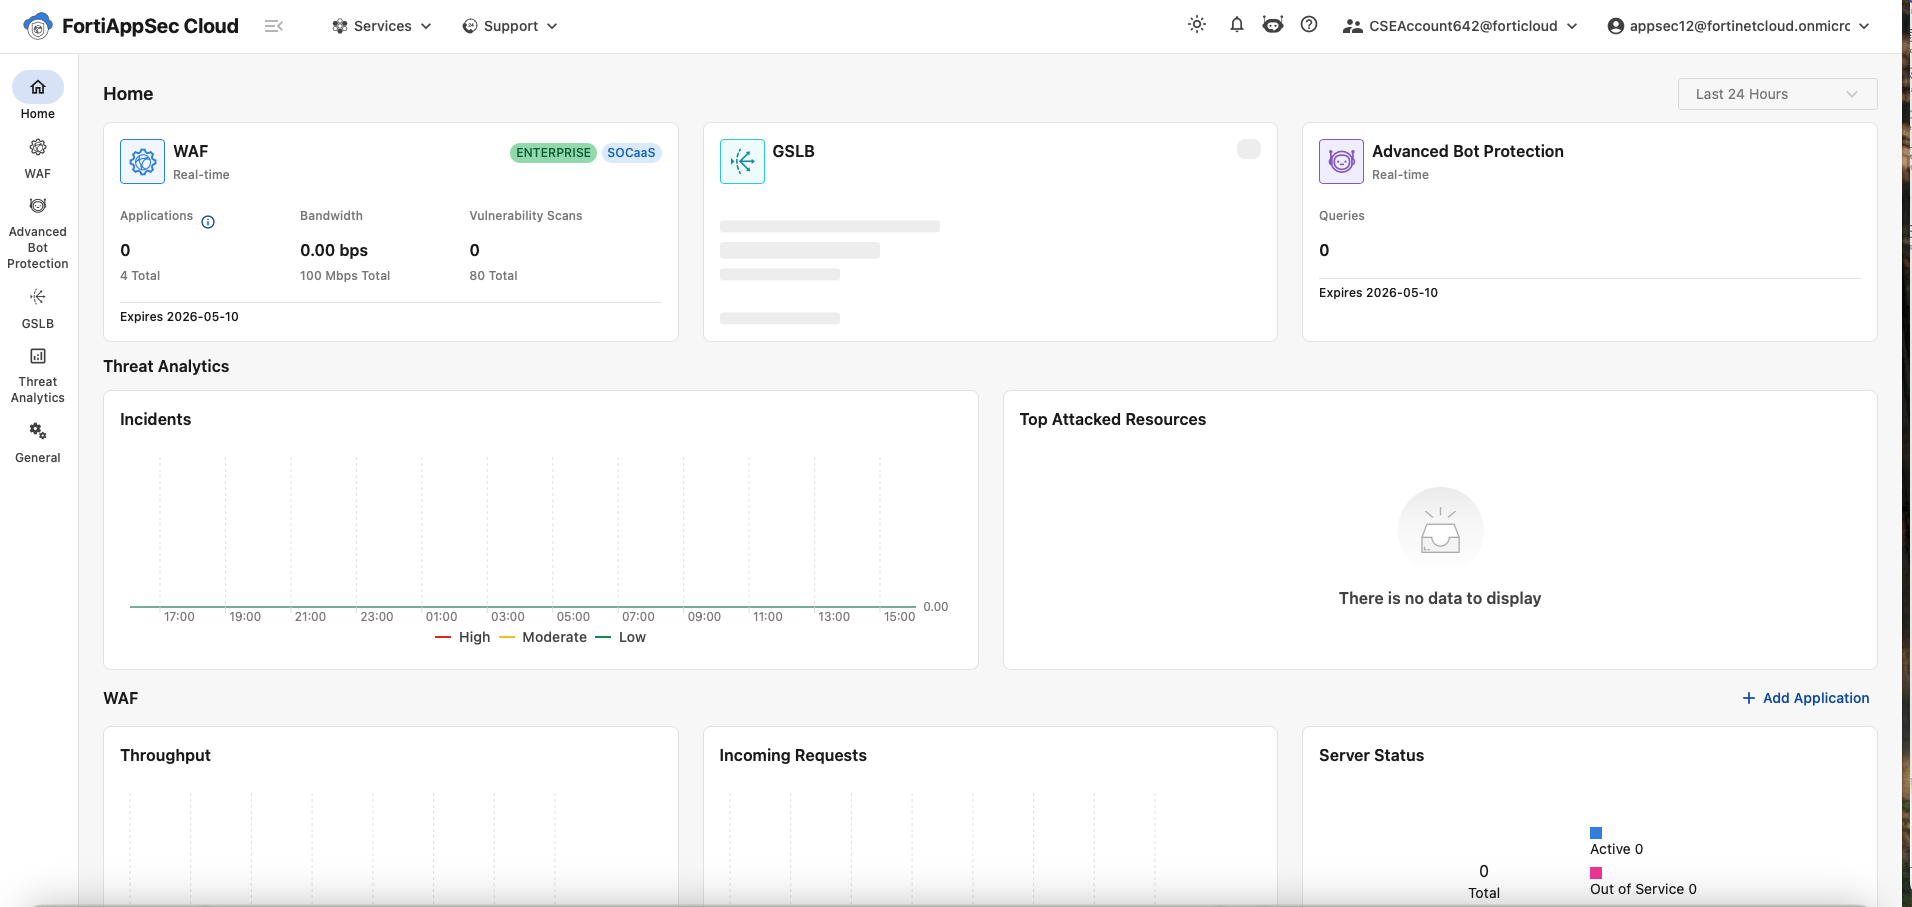 FortiAppSec Cloud
Services
Support
CSEAccount642@forticloud
appsec12@fortinetcloud.onmicrc
Home
WAF
Advanced
Bot
Protection
GSLB
Threat
Analytics
General
Home
Last 24 Hours
WAF
Real-time
ENTERPRISE
SOCaaS
Applications
Bandwidth
Vulnerability Scans
0
0.00 bps
0
4 Total
100 Mbps Total
80 Total
Expires 2026-05-10
GSLB
Advanced Bot Protection
Real-time
Queries
0
Expires 2026-05-10
Threat Analytics
Incidents
0.00
17:00
19:00
21:00
23:00
01:00
03:00
05:00
07:00
09:00
11:00
13:00
15:00
High
Moderate
Low
Top Attacked Resources
There is no data to display
WAF
Add Application
Throughput
Incoming Requests
Server Status
0
Total
Active 0
Out of Service 0